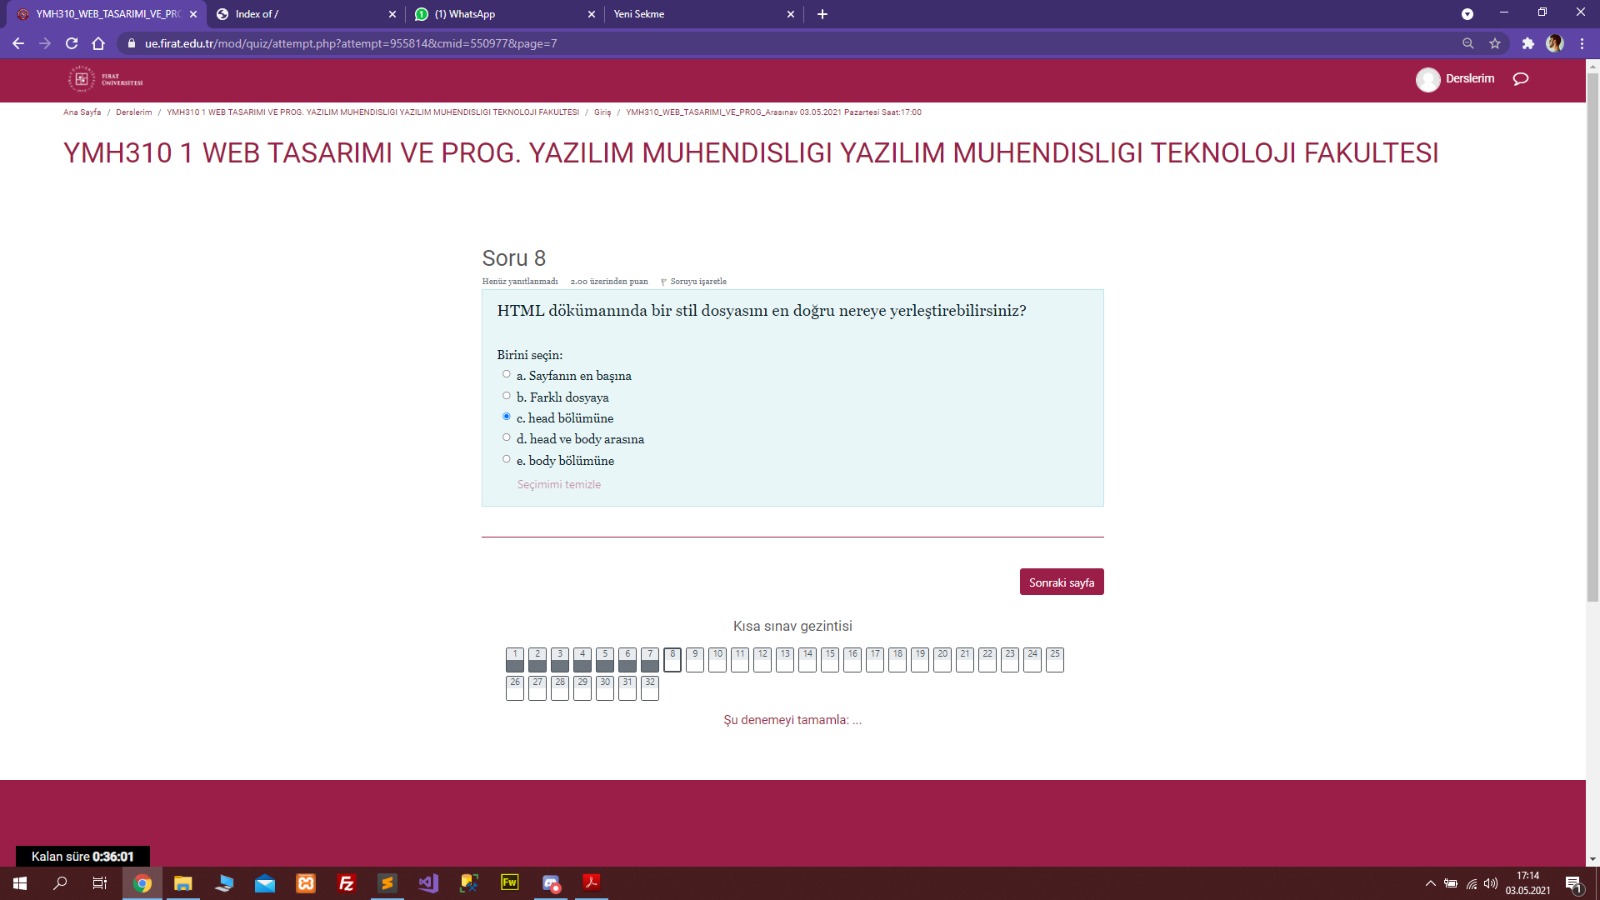 YMH310_WEB_TASARIMI_VE_PRO
Index of /
(1) WhatsApp
Yeni Sekme
ue.firat.edu.tr/mod/quiz/attempt.php?attempt=955814&cmid=550977&page=7
FIRAT
ÜNİVERSİTESİ
Derslerim
Ana Sayfa / Derslerim / YMH310 1 WEB TASARIMI VE PROG. YAZILIM MUHENDISLIGI YAZILIM MUHENDISLIGI TEKNOLOJI FAKULTESI / Giriş / YMH310_WEB_TASARIMI_VE_PROG_Arasınav 03.05.2021 Pazartesi Saat:17:00
YMH310 1 WEB TASARIMI VE PROG. YAZILIM MUHENDISLIGI YAZILIM MUHENDISLIGI TEKNOLOJI FAKULTESI
Soru 8
Henüz yanıtlanmadı 2.00 üzerinden puan Soruyu işaretle
HTML dökümanında bir stil dosyasını en doğru nereye yerleştirebilirsiniz?
Birini seçin:
a. Sayfanın en başına
b. Farklı dosyaya
c. head bölümüne
d. head ve body arasına
e. body bölümüne
Seçimimi temizle
Sonraki sayfa
Kısa sınav gezintisi
1 2 3 4 5 6 7 8 9 10 11 12 13 14 15 16 17 18 19 20 21 22 23 24 25
26 27 28 29 30 31 32
Şu denemeyi tamamla: ...
Kalan süre 0:36:01
Fz
Fw
17:14
03.05.2021
1